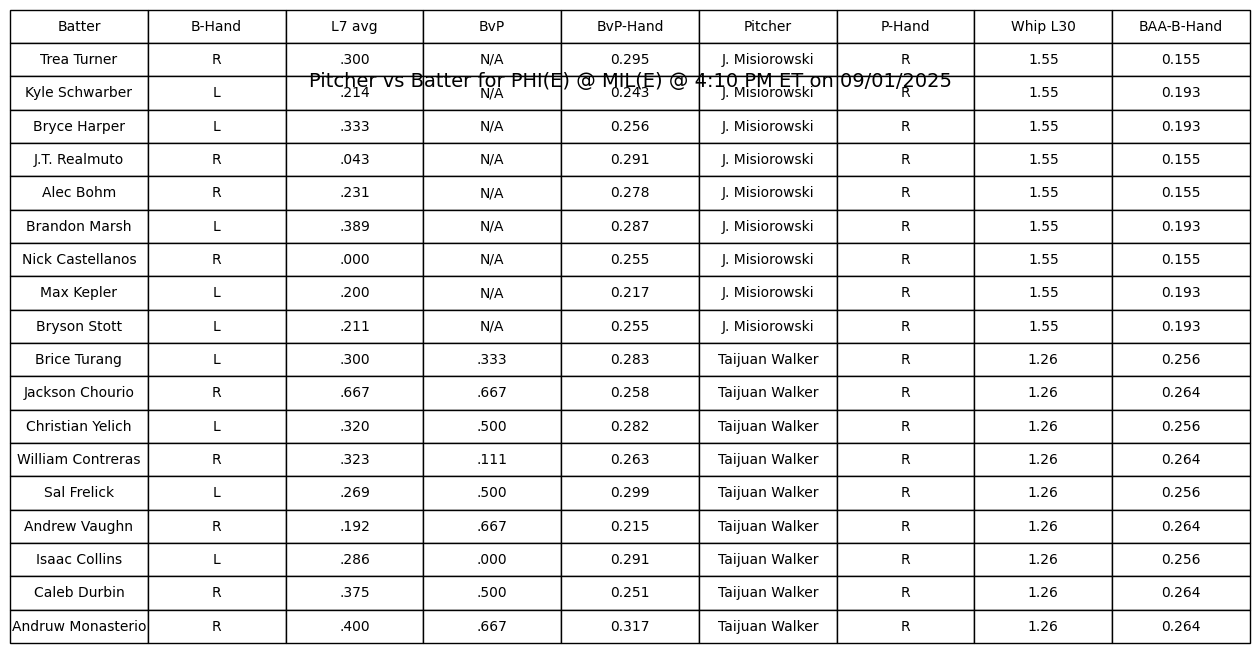 Batter B-Hand L7 avg BvP BvP-Hand Pitcher P-Hand Whip L30 BAA-B-Hand
Trea Turner R .300 N/A 0.295 J. Misiorowski R 1.55 0.155
Pitcher vs Batter for PHI(E) @ MIL(E) @ 4:10 PM ET on 09/01/2025
Kyle Schwarber L .214 N/A 0.243 J. Misiorowski R 1.55 0.193
Bryce Harper L .333 N/A 0.256 J. Misiorowski R 1.55 0.193
J.T. Realmuto R .043 N/A 0.291 J. Misiorowski R 1.55 0.155
Alec Bohm R .231 N/A 0.278 J. Misiorowski R 1.55 0.155
Brandon Marsh L .389 N/A 0.287 J. Misiorowski R 1.55 0.193
Nick Castellanos R .000 N/A 0.255 J. Misiorowski R 1.55 0.155
Max Kepler L .200 N/A 0.217 J. Misiorowski R 1.55 0.193
Bryson Stott L .211 N/A 0.255 J. Misiorowski R 1.55 0.193
Brice Turang L .300 .333 0.283 Taijuan Walker R 1.26 0.256
Jackson Chourio R .667 .667 0.258 Taijuan Walker R 1.26 0.264
Christian Yelich L .320 .500 0.282 Taijuan Walker R 1.26 0.256
William Contreras R .323 .111 0.263 Taijuan Walker R 1.26 0.264
Sal Frelick L .269 .500 0.299 Taijuan Walker R 1.26 0.256
Andrew Vaughn R .192 .667 0.215 Taijuan Walker R 1.26 0.264
Isaac Collins L .286 .000 0.291 Taijuan Walker R 1.26 0.256
Caleb Durbin R .375 .500 0.251 Taijuan Walker R 1.26 0.264
Andruw Monasterio R .400 .667 0.317 Taijuan Walker R 1.26 0.264